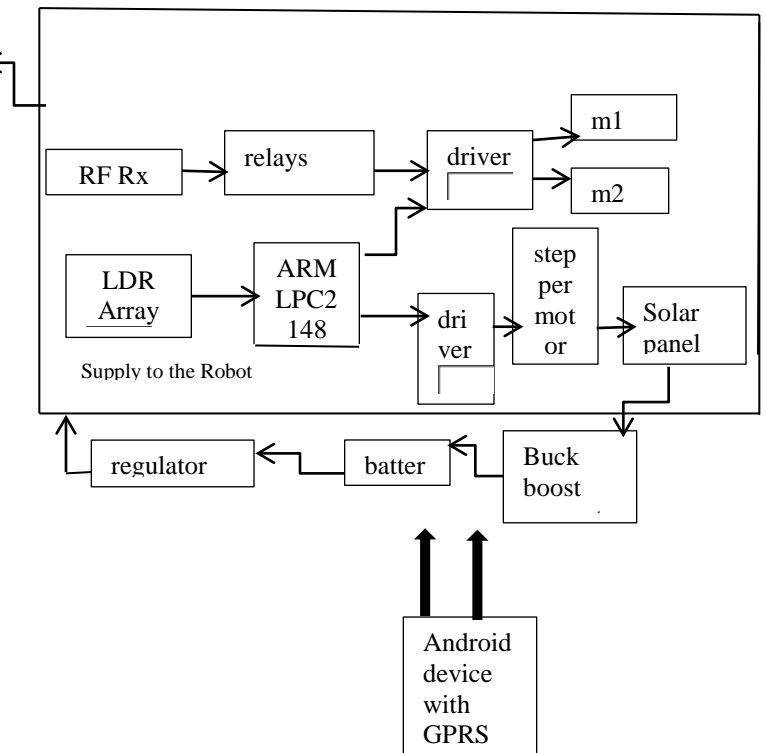 m1
relays
driver
RF Rx
m2
LDR
Array
ARM
LPC2
148
step
per
mot
or
dri
ver
Solar
panel
Supply to the Robot
regulator
batter
Buck
boost
Android
device
with
GPRS